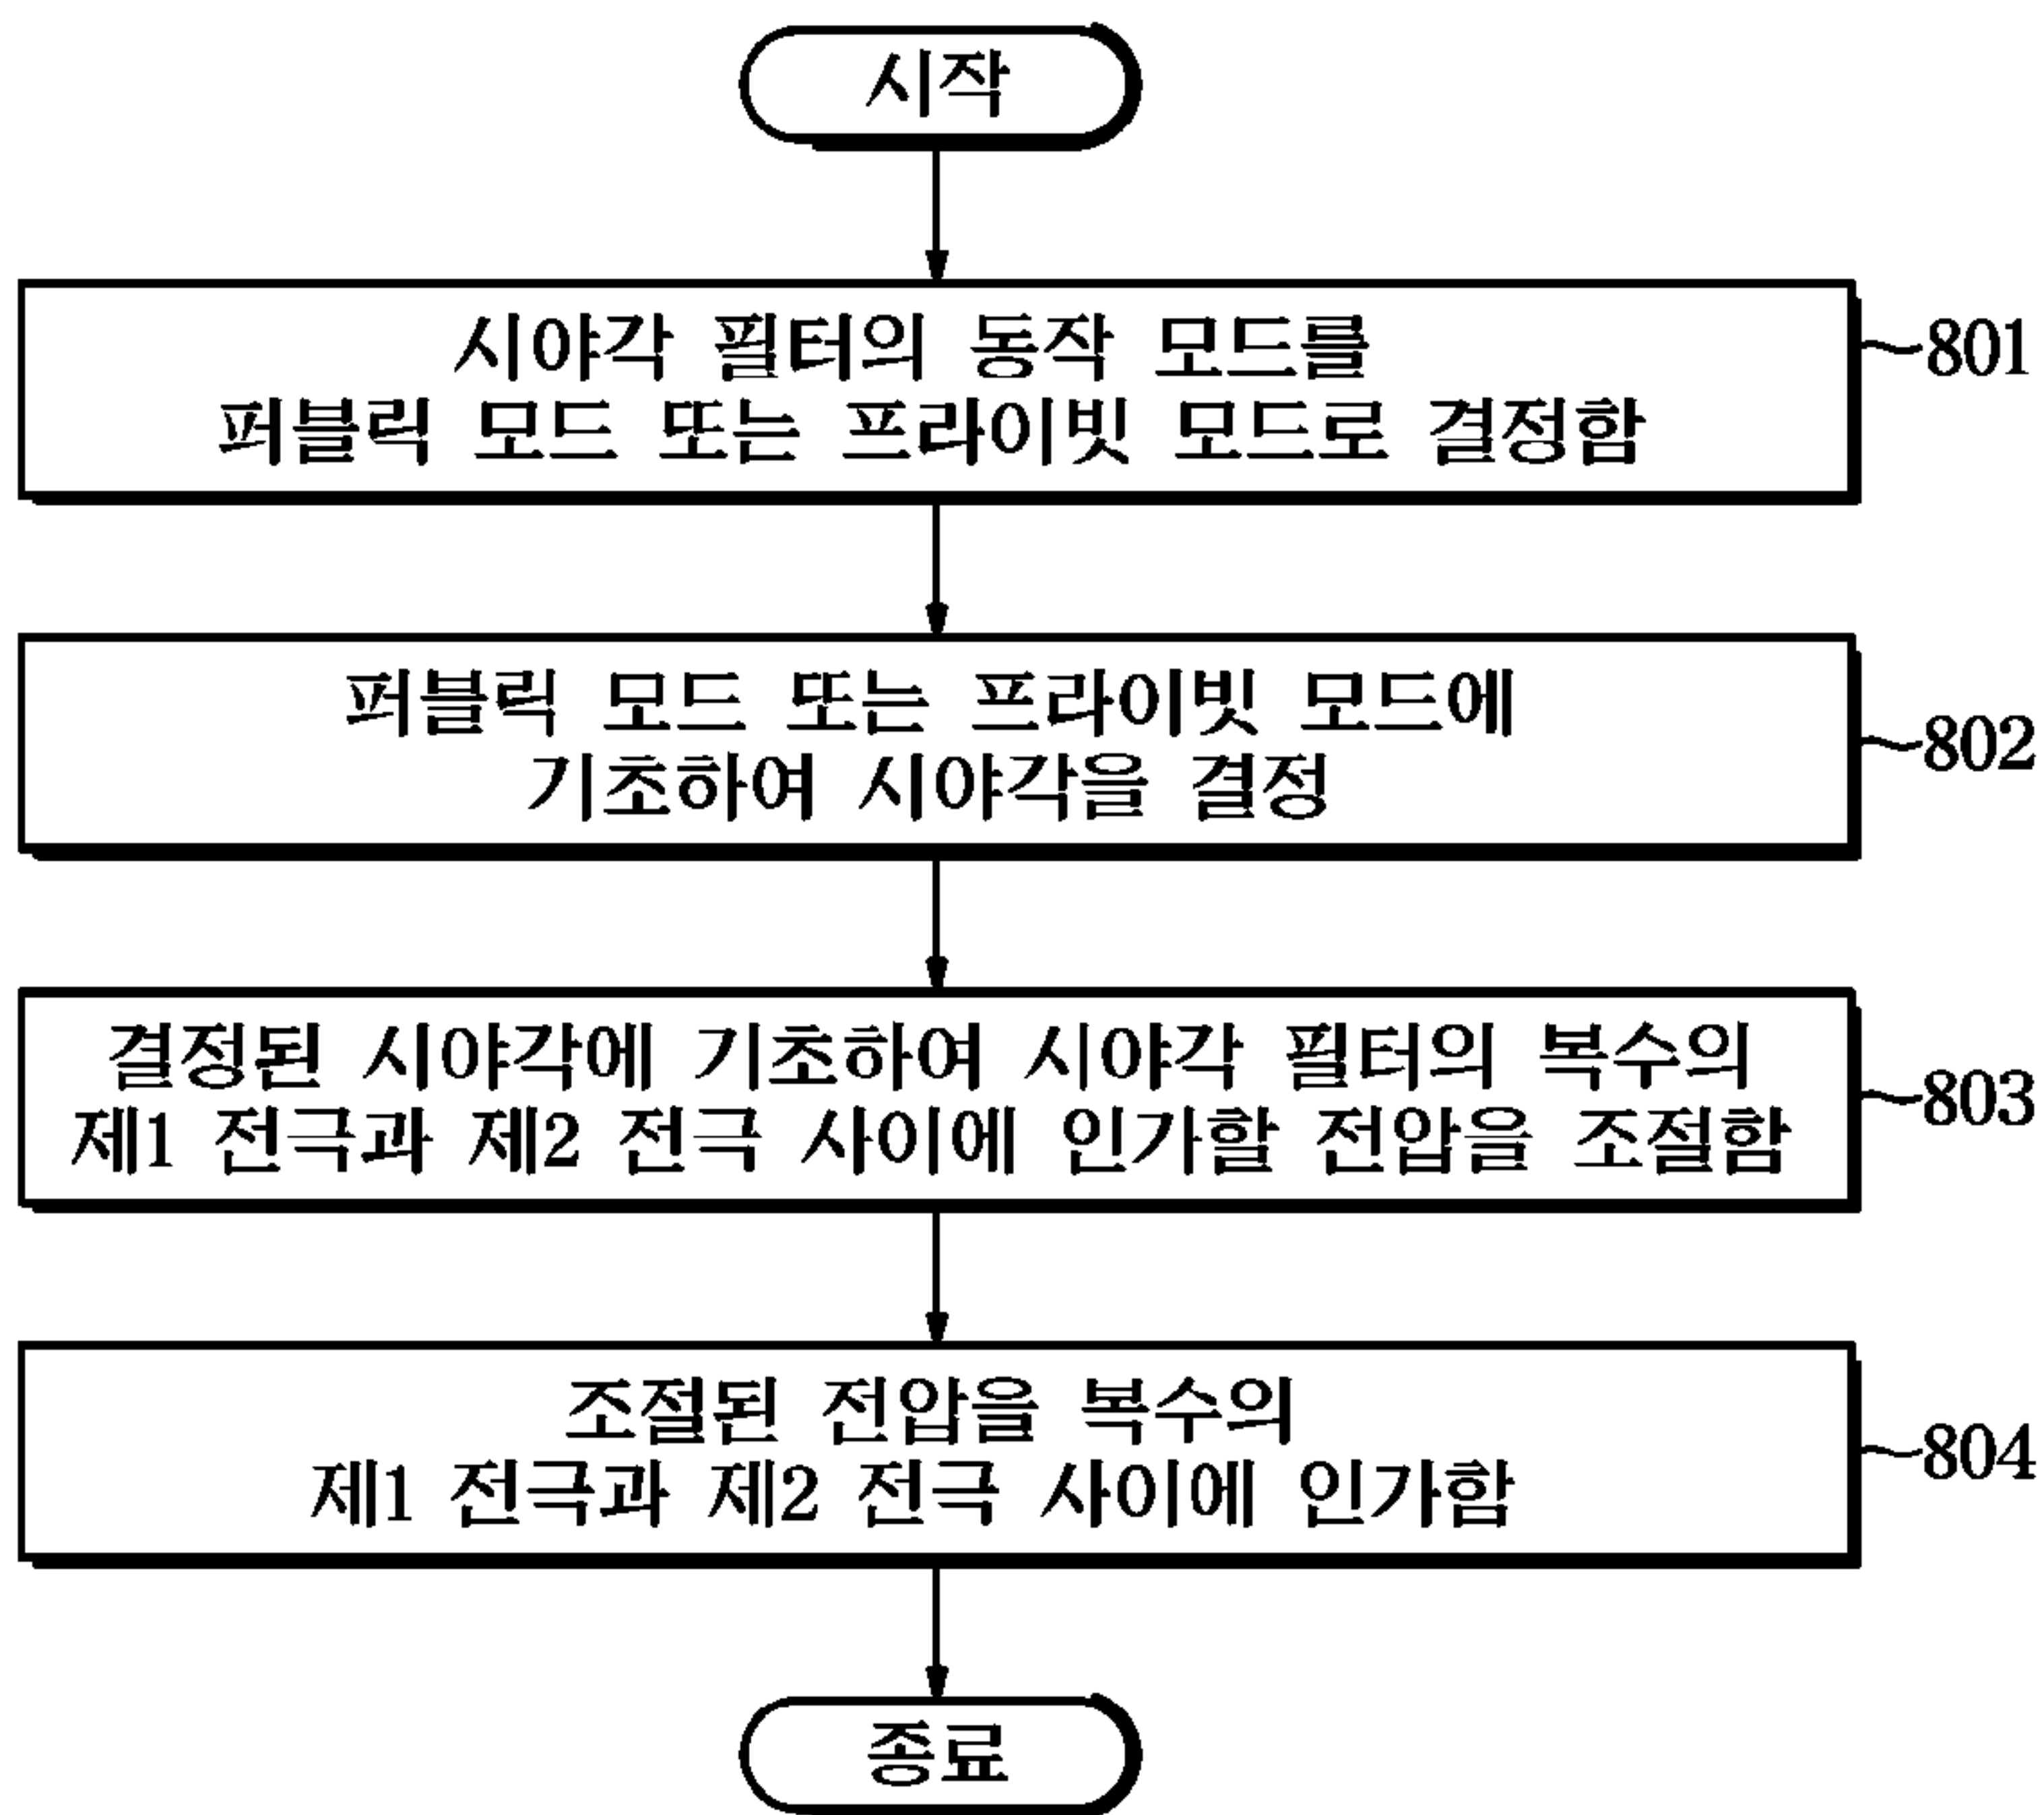 시작
시야각 필터의 동작 모드를
퍼블릭 모드 또는 프라이빗 모드로 결정함
801
퍼블릭 모드 또는 프라이빗 모드에
기초하여 시야각을 결정
802
결정된 시야각에 기초하여 시야각 필터의 복수의
제1 전극과 제2 전극 사이에 인가할 전압을 조절함
803
조절된 전압을 복수의
제1 전극과 제2 전극 사이에 인가함
804
종료